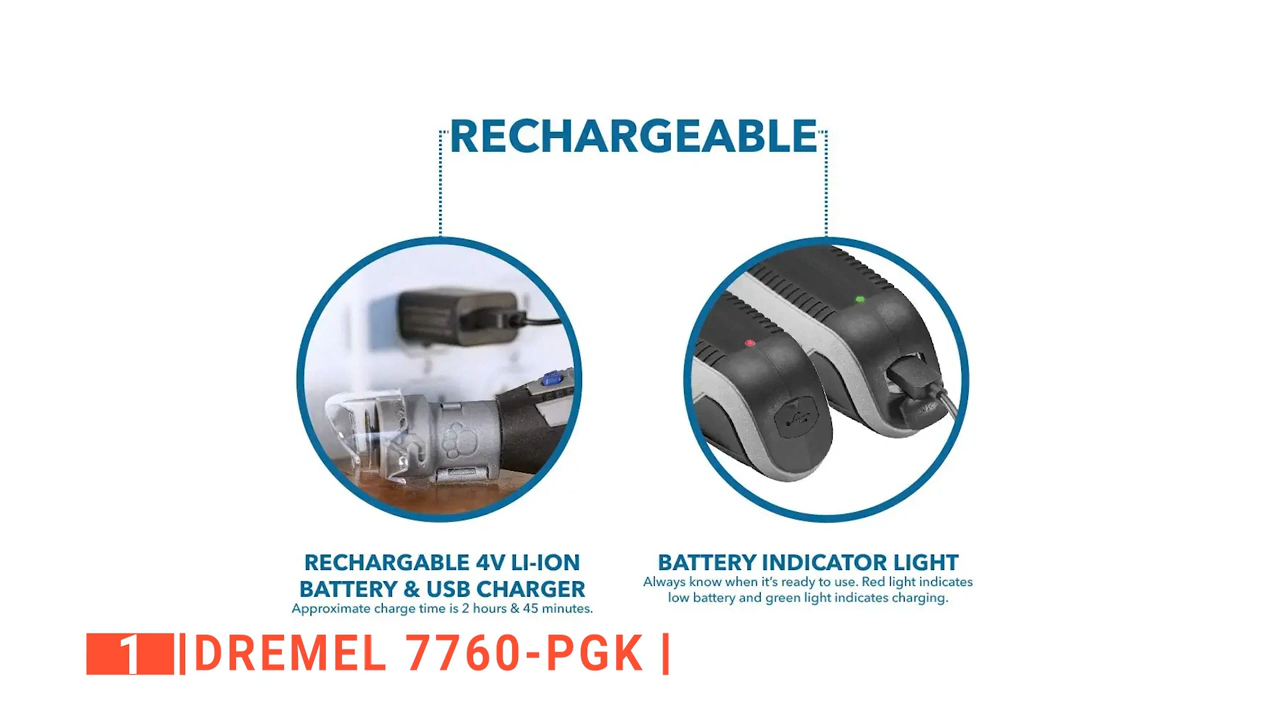 RECHARGEABLE
RECHARGABLE 4V LI-ION
BATTERY & USB CHARGER
Approximate charge time is 2 hours & 45 minutes.
BATTERY INDICATOR LIGHT
Always know when it's ready to use. Red light indicates
low battery and green light indicates charging.
1 | DREMEL 7760-PGK |